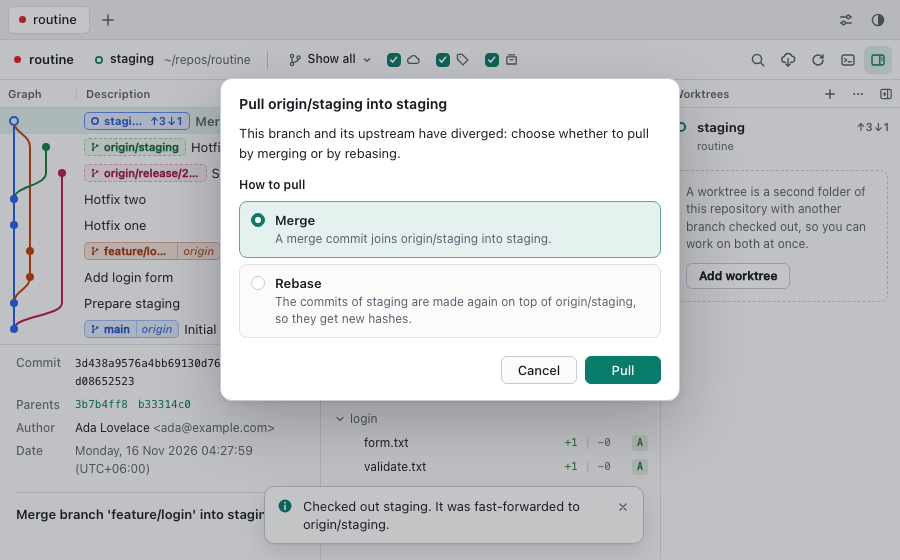 routine
routine
staging
~/repos/routine
Show all
Graph
Description
Worktrees
stagi... ↑3↓1 Mer
origin/staging Hotfi
origin/release/2... S
Hotfix two
Hotfix one
feature/lo... origin
Add login form
Prepare staging
main origin Initial
Commit 3d438a9576a4bb69130d76
d08652523
Parents 3b7b4ff8 b33314c0
Author Ada Lovelace <ada@example.com>
Date Monday, 16 Nov 2026 04:27:59
(UTC+06:00)
Merge branch 'feature/login' into stagin
Pull origin/staging into staging
This branch and its upstream have diverged: choose whether to pull
by merging or by rebasing.
How to pull
Merge
A merge commit joins origin/staging into staging.
Rebase
The commits of staging are made again on top of origin/staging,
so they get new hashes.
Cancel
Pull
login
form.txt +1 −0 A
validate.txt +1 −0 A
Checked out staging. It was fast-forwarded to
origin/staging.
staging ↑3↓1
routine
A worktree is a second folder of
this repository with another
branch checked out, so you can
work on both at once.
Add worktree